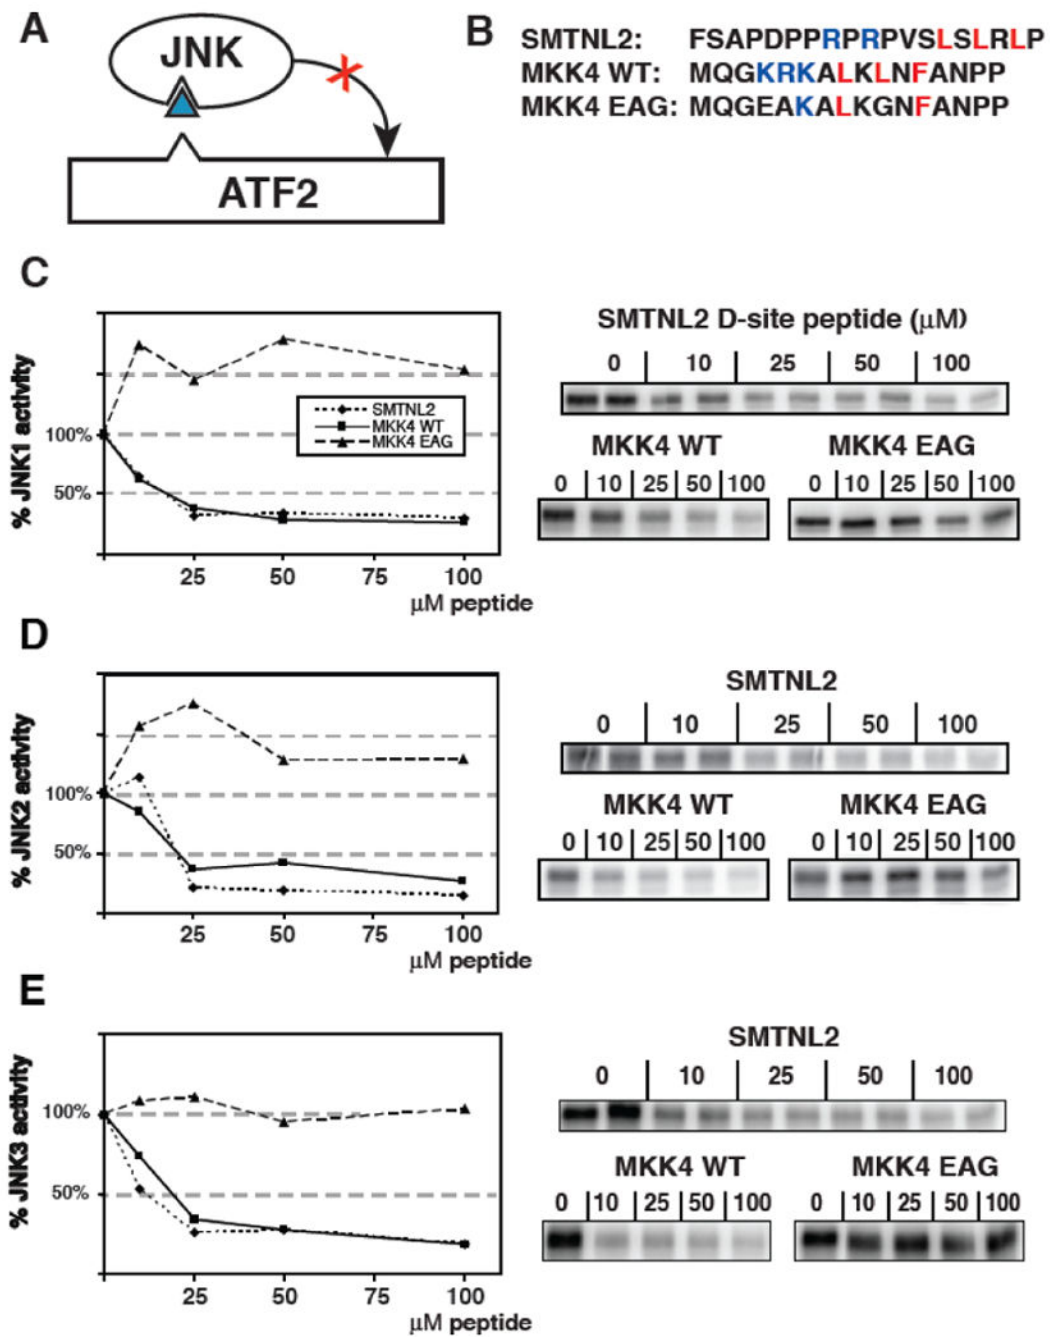 A
JNK
ATF2
B
SMTNL2: FSAPDPPRPRPVSLSLRLP
MKK4 WT: MQGKRKALKLNFANPP
MKK4 EAG: MQGEAKALKGNFANPP
C
% JNK1 activity
100%
50%
SMTNL2
MKK4 WT
MKK4 EAG
25 50 75 100
µM peptide
SMTNL2 D-site peptide (µM)
0 10 25 50 100
MKK4 WT MKK4 EAG
0 10 25 50 100 0 10 25 50 100
D
% JNK2 activity
100%
50%
25 50 75 100
µM peptide
SMTNL2
0 10 25 50 100
MKK4 WT MKK4 EAG
0 10 25 50 100 0 10 25 50 100
E
% JNK3 activity
100%
50%
25 50 75 100
µM peptide
SMTNL2
0 10 25 50 100
MKK4 WT MKK4 EAG
0 10 25 50 100 0 10 25 50 100